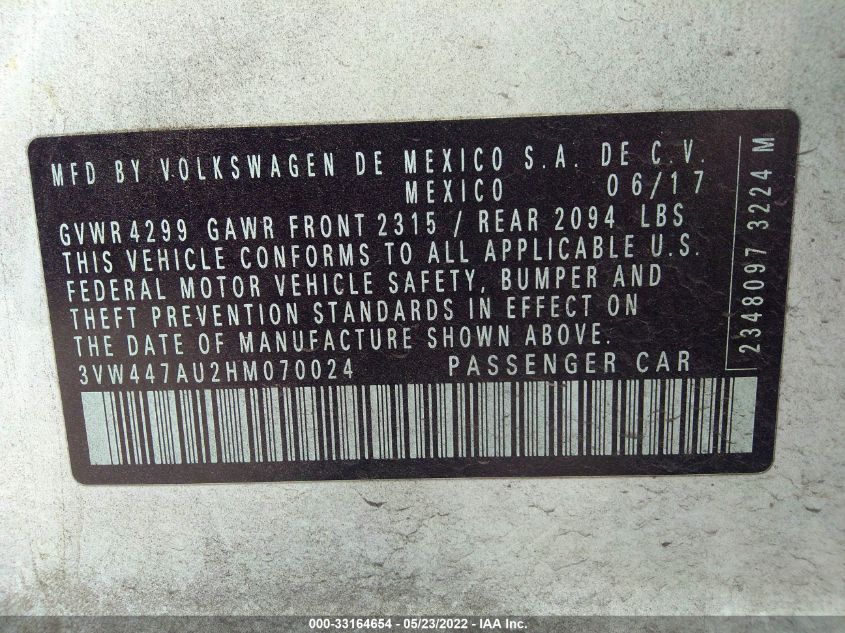 MFD BY VOLKSWAGEN DE MEXICO S.A. DE C.V.
MEXICO 06/17
GVWR 4299 GAWR FRONT 2315 / REAR 2094 LBS
THIS VEHICLE CONFORMS TO ALL APPLICABLE U.S.
FEDERAL MOTOR VEHICLE SAFETY, BUMPER AND
THEFT PREVENTION STANDARDS IN EFFECT ON
THE DATE OF MANUFACTURE SHOWN ABOVE.
3VW447AU2HM070024 PASSENGER CAR
2348097 3224 M
000-33164654 - 05/23/2022 - IAA Inc.